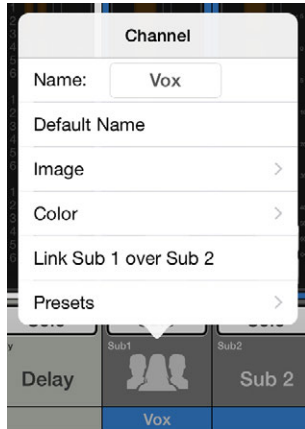 Channel
Name: Vox
Default Name
Image
Color
Link Sub 1 over Sub 2
Presets
Sub1
Sub2
Delay
Sub 2
Vox